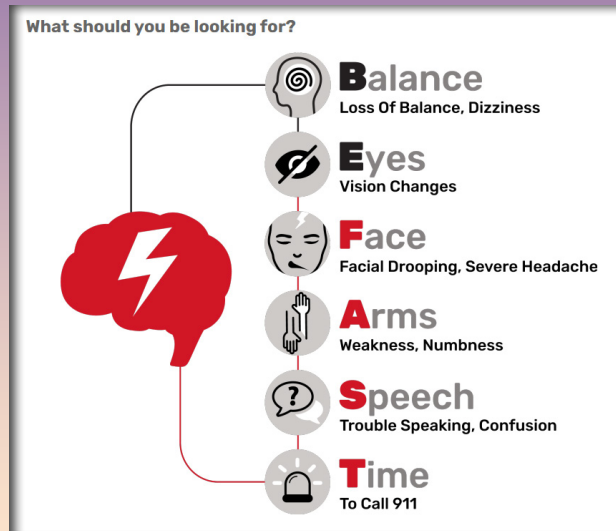 What should you be looking for?
Balance
Loss Of Balance, Dizziness
Eyes
Vision Changes
Face
Facial Drooping, Severe Headache
Arms
Weakness, Numbness
?
Speech
Trouble Speaking, Confusion
Time
To Call 911